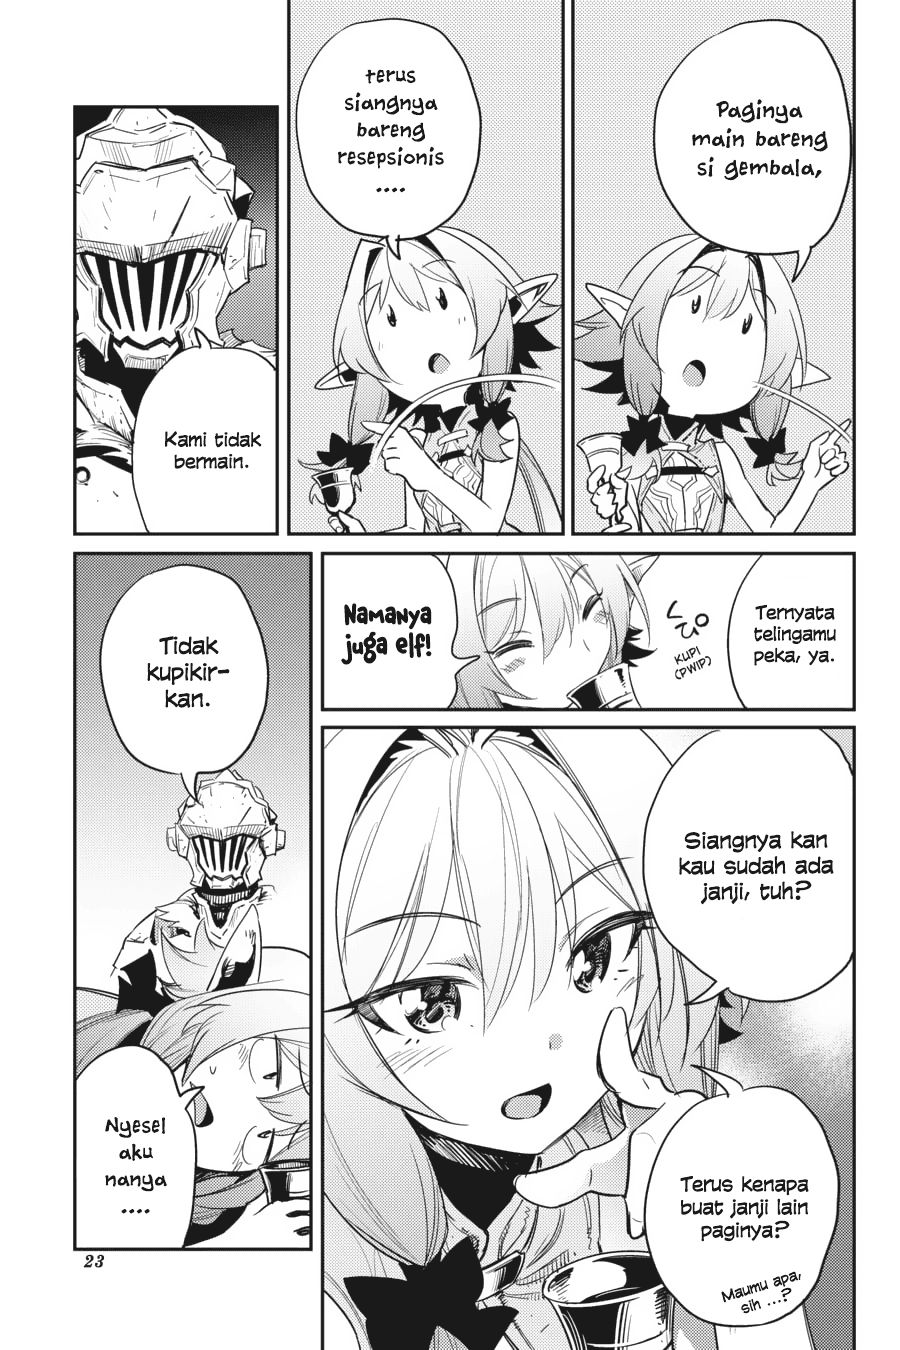 Paginya
main bareng
si gembala,
terus
siangnya
bareng
resepsionis
....
Kami tidak
bermain.
Ternyata
telingamu
peka, ya.
くぴ
KUPI
(PWIP)
Namanya
juga elf!
Siangnya kan
kau sudah ada
janji, tuh?
Terus kenapa
buat janji lain
paginya?
Maumu apa,
sih ...?
Tidak
kupikir-
kan.
Nyesel
aku
nanya
....
23